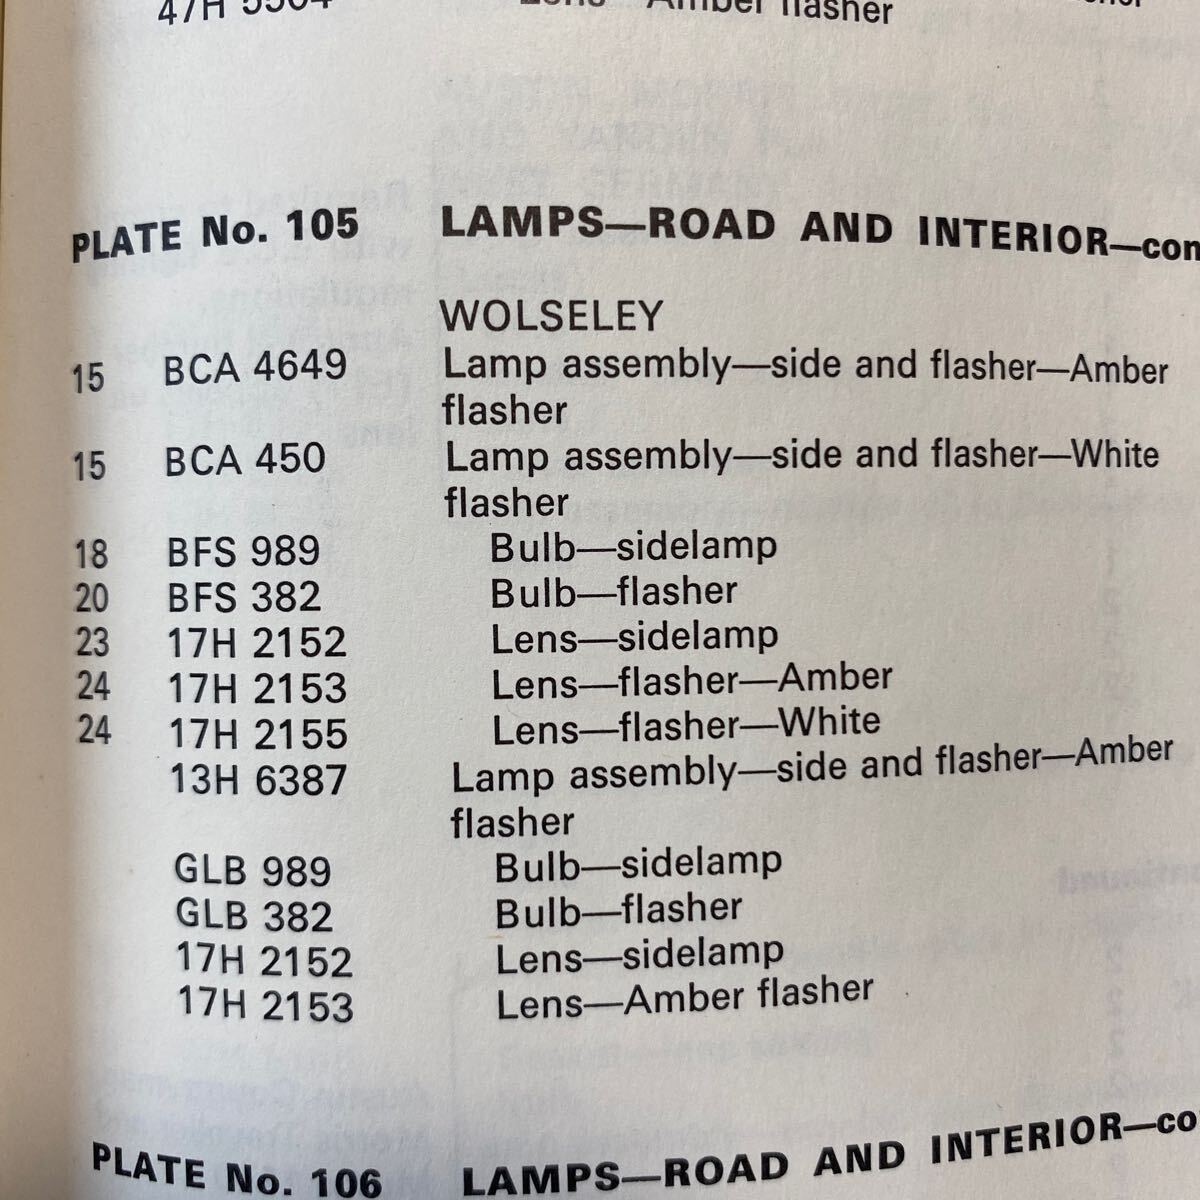 47H Lens—Amber flasher
PLATE No. 105 LAMPS—ROAD AND INTERIOR—con
WOLSELEY
15 BCA 4649 Lamp assembly—side and flasher—Amber
flasher
15 BCA 450 Lamp assembly—side and flasher—White
flasher
18 BFS 989 Bulb—sidelamp
20 BFS 382 Bulb—flasher
23 17H 2152 Lens—sidelamp
24 17H 2153 Lens—flasher—Amber
24 17H 2155 Lens—flasher—White
13H 6387 Lamp assembly—side and flasher—Amber
flasher
GLB 989 Bulb—sidelamp
GLB 382 Bulb—flasher
17H 2152 Lens—sidelamp
17H 2153 Lens—Amber flasher
PLATE No. 106 LAMPS—ROAD AND INTERIOR—co